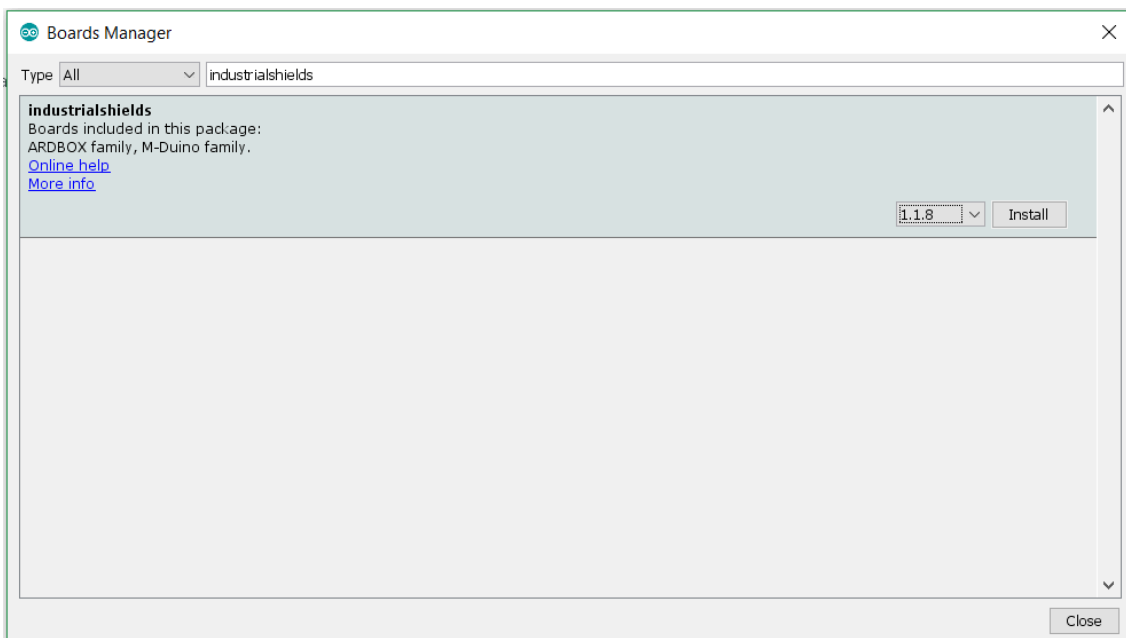 Boards Manager
Type All industrialshields
industrialshields
Boards included in this package:
ARDBOX family, M-Duino family.
Online help
More info
1.1.8 Install
Close